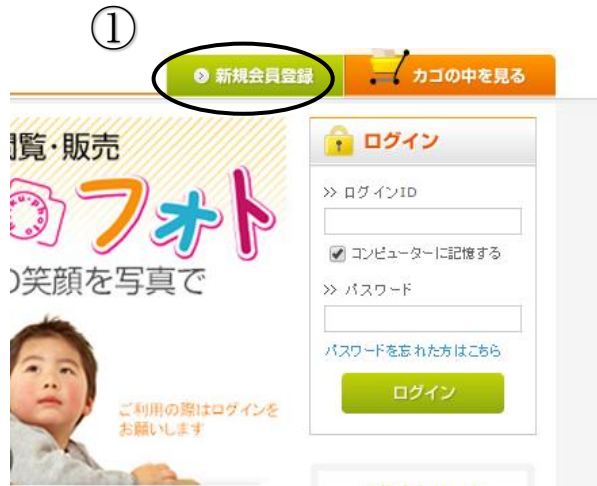 ①
新規会員登録
カゴの中を見る
覧・販売
フォト
笑顔を写真で
ご利用の際はログインを
お願いします
ログイン
>> ログインID
コンピューターに記憶する
>> パスワード
パスワードを忘れた方はこちら
ログイン